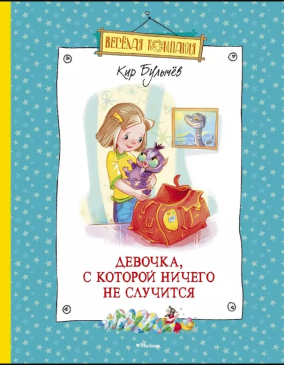 ВЕСЁЛАЯ КОМПАНИЯ
Кир Булычёв
ДЕВОЧКА,
С КОТОРОЙ НИЧЕГО
НЕ СЛУЧИТСЯ
Machaon